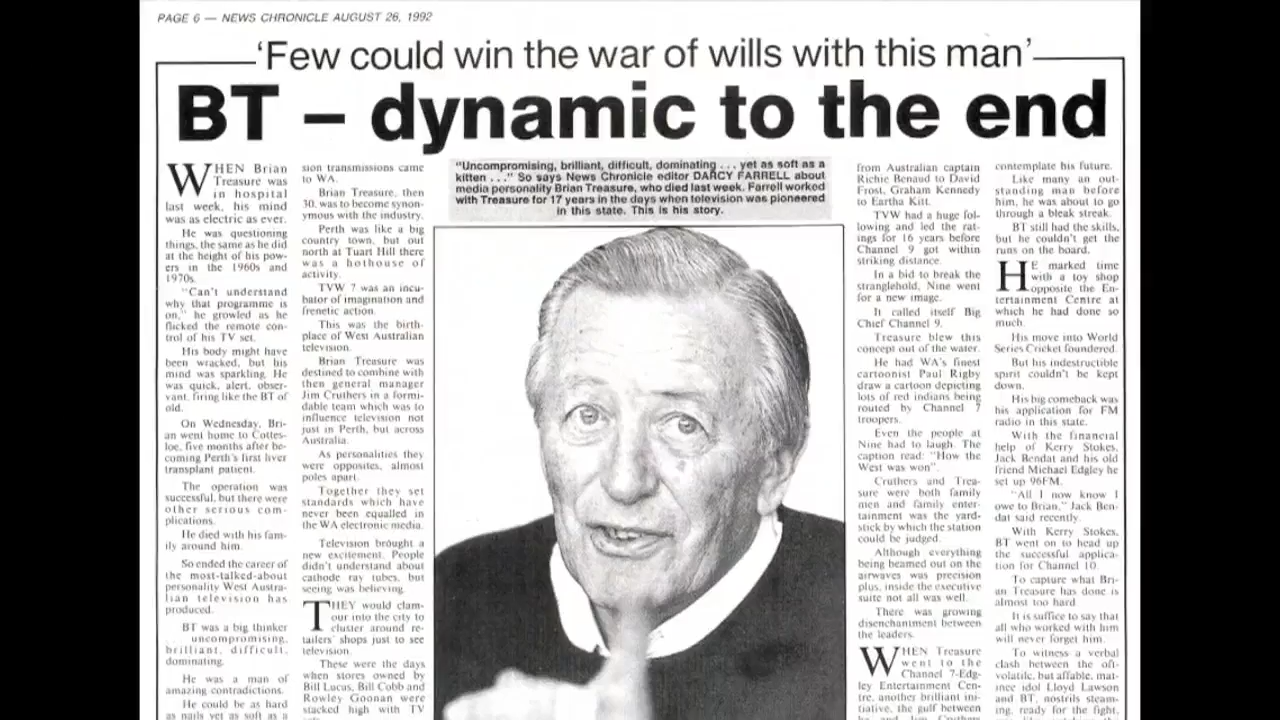 PAGE 6 — NEWS CHRONICLE AUGUST 26, 1992
‘Few could win the war of wills with this man’
BT – dynamic to the end
WHEN Brian
Treasure was
in hospital
last week, his mind
was as electric as ever.
He was questioning
things, the same as he did
at the height of his pow-
ers in the 1960s and
1970s.
"Can't understand
why that programme is
on," he growled as he
flicked the remote con-
trol of his TV set.
His body might have
been wracked, but his
mind was sparkling. He
was quick, alert, obser-
vant, firing like the BT of
old.
On Wednesday, Bri-
an went home to Cottes-
loe, five months after be-
coming Perth's first liver
transplant patient.
The operation was
successful, but there were
other serious com-
plications.
He died with his fam-
ily around him.
So ended the career of
the most-talked-about
personality West Austra-
lian television has
produced.
BT was a big thinker
uncompromising,
brilliant, difficult,
dominating.
He was a man of
amazing contradictions.
He could be as hard
as nails yet as soft as a
sion transmissions came
to WA.
Brian Treasure, then
30, was to become synon-
ymous with the industry.
Perth was like a big
country town, but out
north at Tuart Hill there
was a hothouse of
activity.
TVW 7 was an incu-
bator of imagination and
frenetic action.
This was the birth-
place of West Australian
television.
Brian Treasure was
destined to combine with
then general manager
Jim Cruthers in a formi-
dable team which was to
influence television not
just in Perth, but across
Australia.
As personalities they
were opposites, almost
poles apart.
Together they set
standards which have
never been equalled in
the WA electronic media.
Television brought a
new excitement. People
didn't understand about
cathode ray tubes, but
seeing was believing.
THEY would clam-
our into the city to
cluster around re-
tailers' shops just to see
television.
These were the days
when stores owned by
Bill Lucas, Bill Cobb and
Rowley Goonan were
stacked high with TV
"Uncompromising, brilliant, difficult, dominating . . . yet as soft as a
kitten . . ." So says News Chronicle editor DARCY FARRELL about
media personality Brian Treasure, who died last week. Farrell worked
with Treasure for 17 years in the days when television was pioneered
in this state. This is his story.
from Australian captain
Richie Benaud to David
Frost, Graham Kennedy
to Eartha Kitt.
TVW had a huge fol-
lowing and led the rat-
ings for 16 years before
Channel 9 got within
striking distance.
In a bid to break the
stranglehold, Nine went
for a new image.
It called itself Big
Chief Channel 9.
Treasure blew this
concept out of the water.
He had WA's finest
cartoonist Paul Rigby
draw a cartoon depicting
lots of red indians being
routed by Channel 7
troopers.
Even the people at
Nine had to laugh. The
caption read: "How the
West was won".
Cruthers and Trea-
sure were both family
men and family enter-
tainment was the yard-
stick by which the station
could be judged.
Although everything
being beamed out on the
airwaves was precision
plus, inside the executive
suite not all was well.
There was growing
disenchantment between
the leaders.
WHEN Treasure
went to the
Channel 7-Edg-
ley Entertainment Cen-
tre, another brilliant ini-
tiative, the gulf between
he and Jim Cruthers
contemplate his future.
Like many an out-
standing man before
him, he was about to go
through a bleak streak.
BT still had the skills,
but he couldn't get the
runs on the board.
HE marked time
with a toy shop
opposite the En-
tertainment Centre at
which he had done so
much.
His move into World
Series Cricket foundered.
But his indestructible
spirit couldn't be kept
down.
His big comeback was
his application for FM
radio in this state.
With the financial
help of Kerry Stokes,
Jack Bendat and his old
friend Michael Edgley he
set up 96FM.
"All I now know I
owe to Brian," Jack Ben-
dat said recently.
With Kerry Stokes,
BT went on to head up
the successful applica-
tion for Channel 10.
To capture what Bri-
an Treasure has done is
almost too hard
It is suffice to say that
all who worked with him
will never forget him.
To witness a verbal
clash between the oft-
volatile, but affable, mat-
inee idol Lloyd Lawson
and BT, nostrils steam-
ing, ready for the fight,